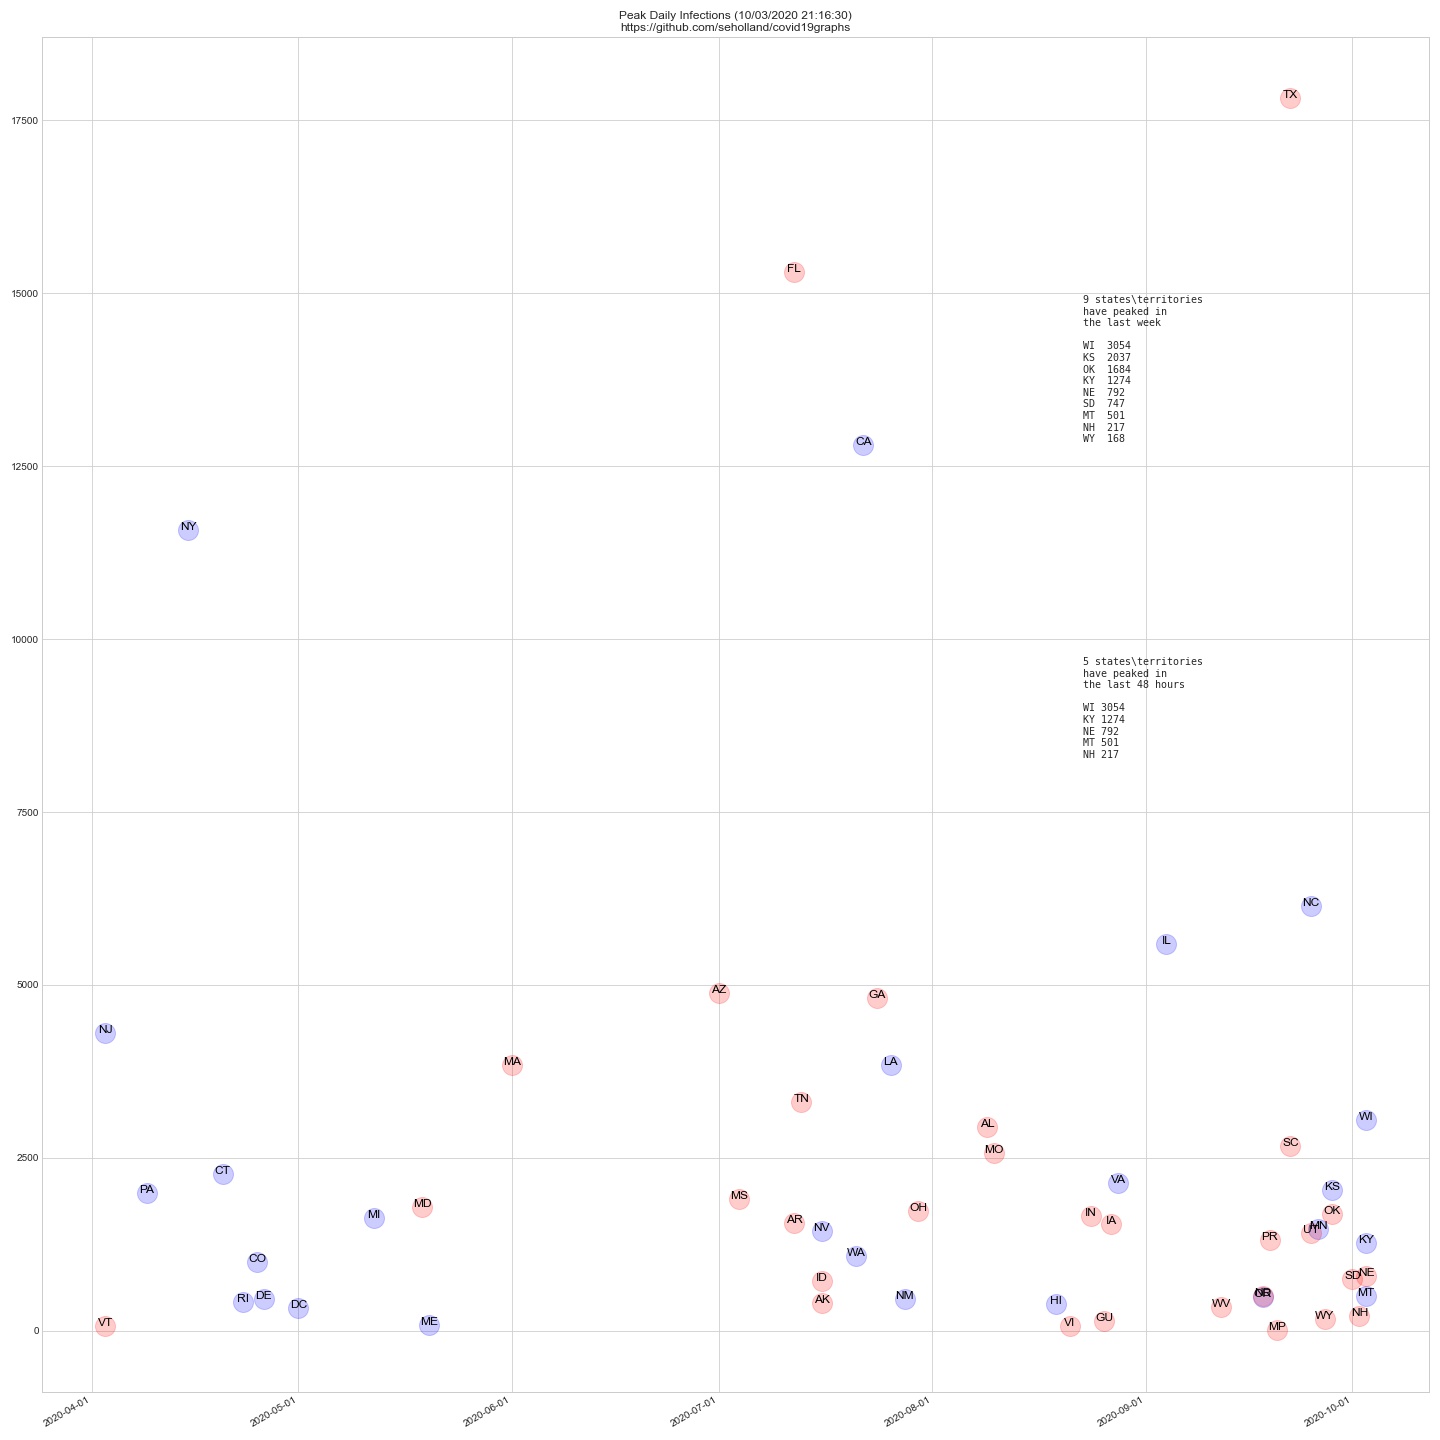 Peak Daily Infections (10/03/2020 21:16:30)
https://github.com/seholland/covid19graphs
17500
15000
12500
10000
7500
5000
2500
0
TX
FL
9 states\territories
have peaked in
the last week
WI 3054
KS 2037
OK 1684
KY 1274
NE 792
SD 747
MT 501
NH 217
WY 168
CA
NY
5 states\territories
have peaked in
the last 48 hours
WI 3054
KY 1274
NE 792
MT 501
NH 217
NC
IL
AZ
GA
NJ
MA
LA
TN
WI
AL
SC
MO
CT
VA
KS
PA
MS
MD
OK
OH
IN
MI
AR
IA
NV
MN
UT
PR
KY
WA
CO
NE
SD
ID
MT
DE
NM
RI
AK
HI
DC
WV
NH
GU
WY
VT
VI
ME
MP
2020-04-01
2020-05-01
2020-06-01
2020-07-01
2020-08-01
2020-09-01
2020-10-01